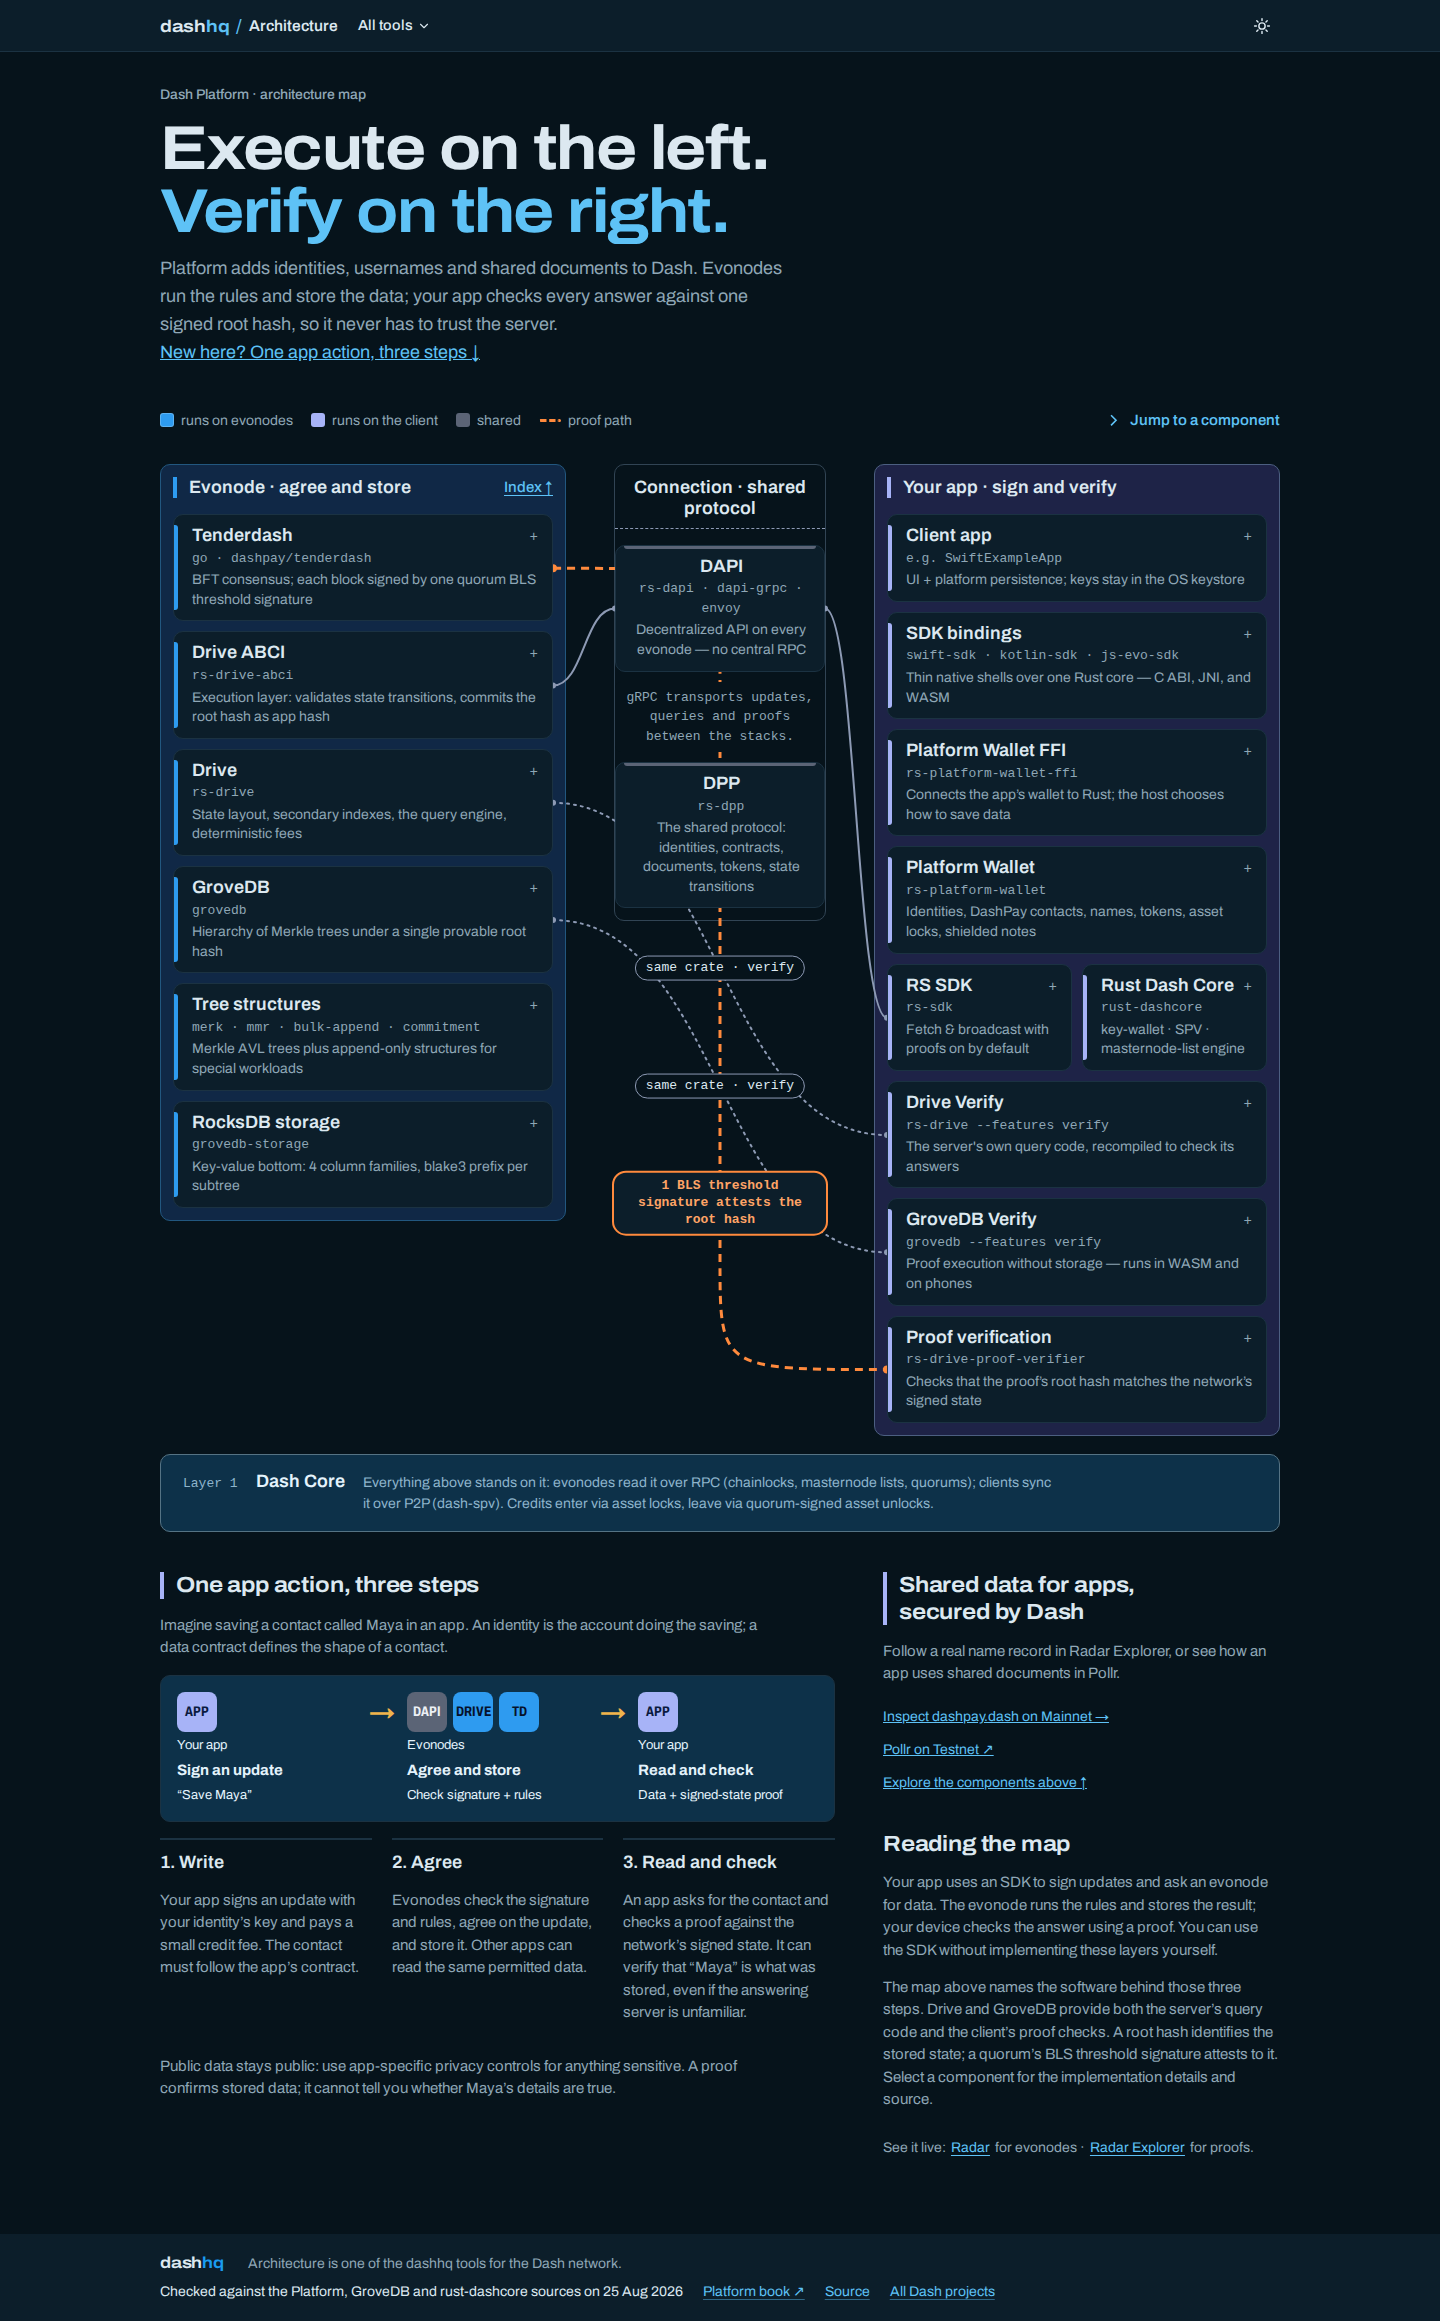 dashhq / Architecture All tools
Dash Platform · architecture map
Execute on the left.
Verify on the right.
Platform adds identities, usernames and shared documents to Dash. Evonodes
run the rules and store the data; your app checks every answer against one
signed root hash, so it never has to trust the server.
New here? One app action, three steps ↓
runs on evonodes
runs on the client
shared
proof path
Jump to a component
Evonode · agree and store
Index ↑
Tenderdash +
go · dashpay/tenderdash
BFT consensus; each block signed by one quorum BLS
threshold signature
Drive ABCI +
rs-drive-abci
Execution layer: validates state transitions, commits the
root hash as app hash
Drive +
rs-drive
State layout, secondary indexes, the query engine,
deterministic fees
GroveDB +
grovedb
Hierarchy of Merkle trees under a single provable root
hash
Tree structures +
merk · mmr · bulk-append · commitment
Merkle AVL trees plus append-only structures for
special workloads
RocksDB storage +
grovedb-storage
Key-value bottom: 4 column families, blake3 prefix per
subtree
Connection · shared
protocol
DAPI
rs-dapi · dapi-grpc ·
envoy
Decentralized API on every
evonode — no central RPC
gRPC transports updates,
queries and proofs
between the stacks.
DPP
rs-dpp
The shared protocol:
identities, contracts,
documents, tokens, state
transitions
same crate · verify
same crate · verify
1 BLS threshold
signature attests the
root hash
Your app · sign and verify
Client app +
e.g. SwiftExampleApp
UI + platform persistence; keys stay in the OS keystore
SDK bindings +
swift-sdk · kotlin-sdk · js-evo-sdk
Thin native shells over one Rust core — C ABI, JNI, and
WASM
Platform Wallet FFI +
rs-platform-wallet-ffi
Connects the app's wallet to Rust; the host chooses
how to save data
Platform Wallet +
rs-platform-wallet
Identities, DashPay contacts, names, tokens, asset
locks, shielded notes
RS SDK +
rs-sdk
Fetch & broadcast with
proofs on by default
Rust Dash Core +
rust-dashcore
key-wallet · SPV ·
masternode-list engine
Drive Verify +
rs-drive --features verify
The server's own query code, recompiled to check its
answers
GroveDB Verify +
grovedb --features verify
Proof execution without storage — runs in WASM and
on phones
Proof verification +
rs-drive-proof-verifier
Checks that the proof's root hash matches the network's
signed state
Layer 1 Dash Core
Everything above stands on it: evonodes read it over RPC (chainlocks, masternode lists, quorums); clients sync
it over P2P (dash-spv). Credits enter via asset locks, leave via quorum-signed asset unlocks.
One app action, three steps
Imagine saving a contact called Maya in an app. An identity is the account doing the saving; a
data contract defines the shape of a contact.
APP
Your app
Sign an update
“Save Maya”
→
DAPI DRIVE TD
Evonodes
Agree and store
Check signature + rules
→
APP
Your app
Read and check
Data + signed-state proof
1. Write
Your app signs an update with
your identity’s key and pays a
small credit fee. The contact
must follow the app’s contract.
2. Agree
Evonodes check the signature
and rules, agree on the update,
and store it. Other apps can
read the same permitted data.
3. Read and check
An app asks for the contact and
checks a proof against the
network’s signed state. It can
verify that “Maya” is what was
stored, even if the answering
server is unfamiliar.
Public data stays public: use app-specific privacy controls for anything sensitive. A proof
confirms stored data; it cannot tell you whether Maya’s details are true.
Shared data for apps,
secured by Dash
Follow a real name record in Radar Explorer, or see how an
app uses shared documents in Pollr.
Inspect dashpay.dash on Mainnet →
Pollr on Testnet ↗
Explore the components above ↑
Reading the map
Your app uses an SDK to sign updates and ask an evonode
for data. The evonode runs the rules and stores the result;
your device checks the answer using a proof. You can use
the SDK without implementing these layers yourself.
The map above names the software behind those three
steps. Drive and GroveDB provide both the server’s query
code and the client’s proof checks. A root hash identifies the
stored state; a quorum’s BLS threshold signature attests to it.
Select a component for the implementation details and
source.
See it live: Radar for evonodes · Radar Explorer for proofs.
dashhq Architecture is one of the dashhq tools for the Dash network.
Checked against the Platform, GroveDB and rust-dashcore sources on 25 Aug 2026 Platform book ↗ Source All Dash projects